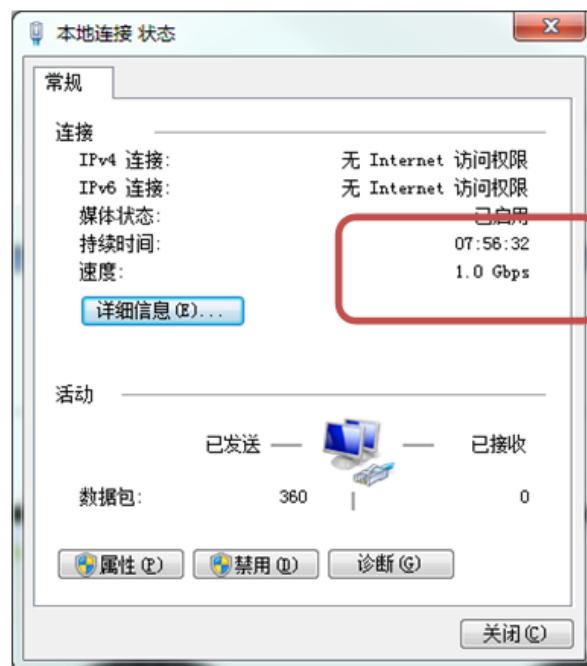 本地连接 状态
常规
连接
IPv4 连接: 无 Internet 访问权限
IPv6 连接: 无 Internet 访问权限
媒体状态: 已启用
持续时间: 07:56:32
速度: 1.0 Gbps
详细信息(E)...
活动
已发送 — — 已接收
数据包: 360 | 0
属性(P) 禁用(D) 诊断(G)
关闭(C)